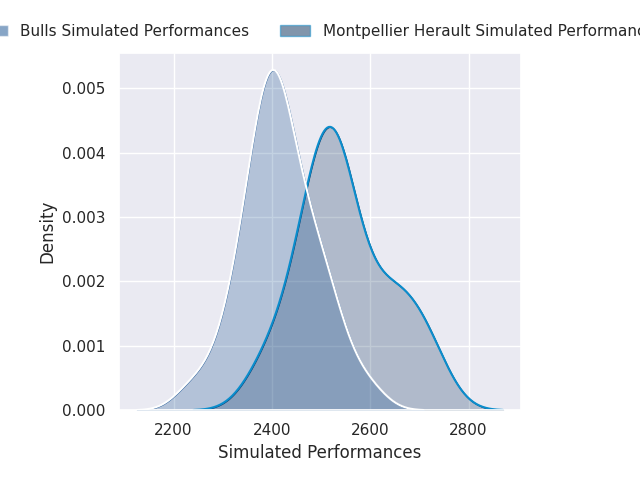 Bulls Simulated Performances
Montpellier Herault Simulated
0.005
0.004
0.003
0.002
0.001
0.000
Density
2200 2400 2600 2800
Simulated Performances